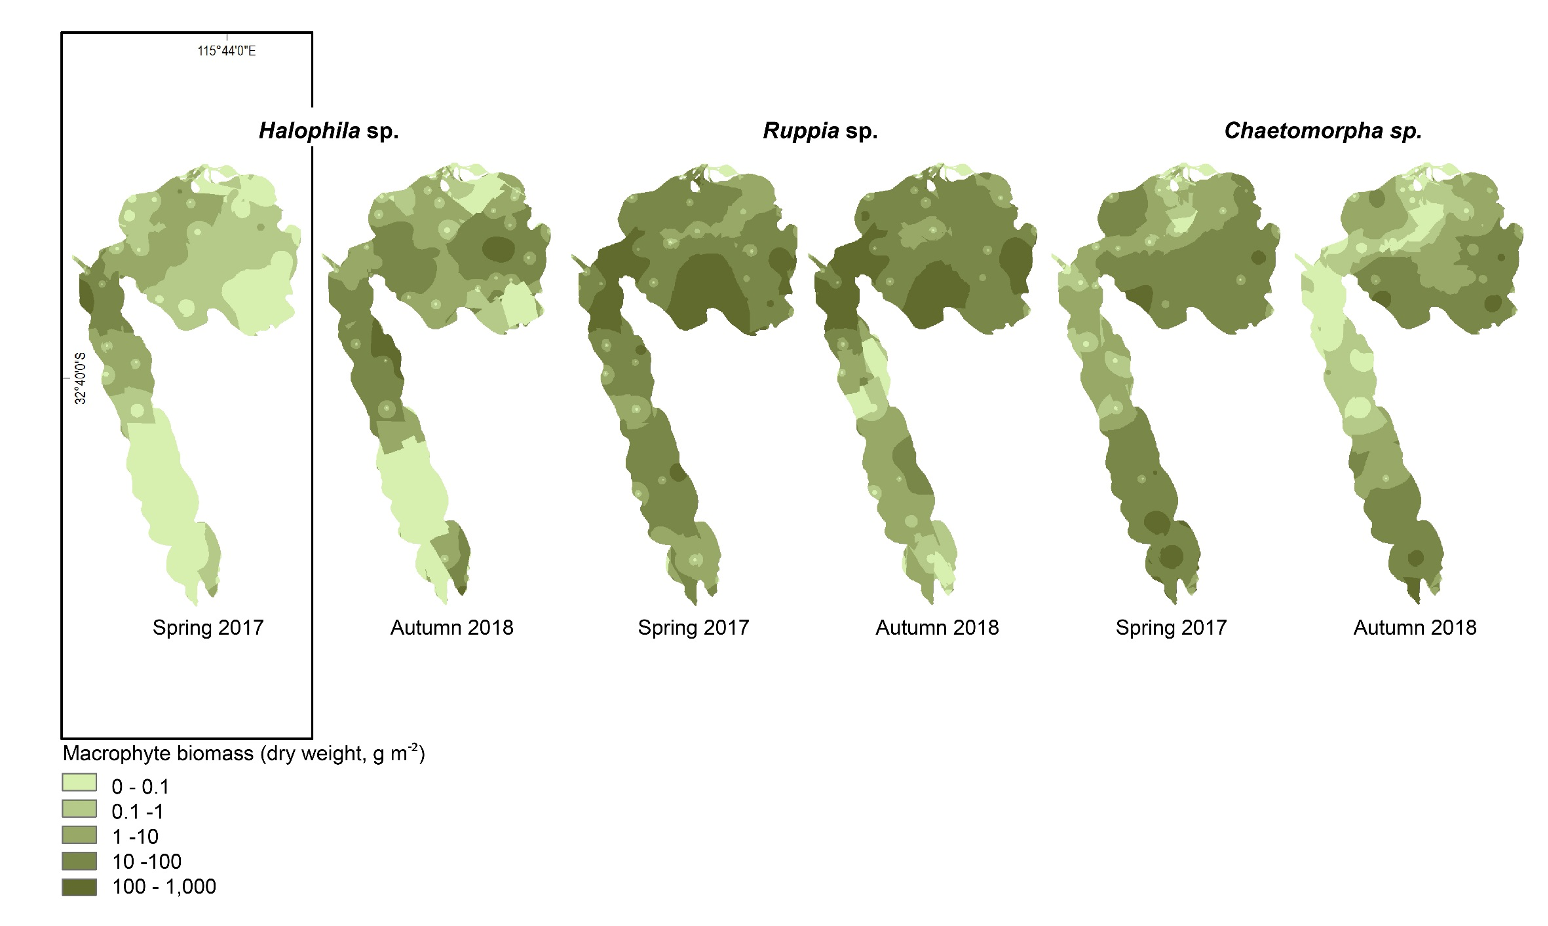 115°44'0"E
Halophila sp.
Ruppia sp.
Chaetomorpha sp.
32°40'0"S
Spring 2017
Autumn 2018
Spring 2017
Autumn 2018
Spring 2017
Autumn 2018
Macrophyte biomass (dry weight, g m⁻²)
0 - 0.1
0.1 -1
1 -10
10 -100
100 - 1,000